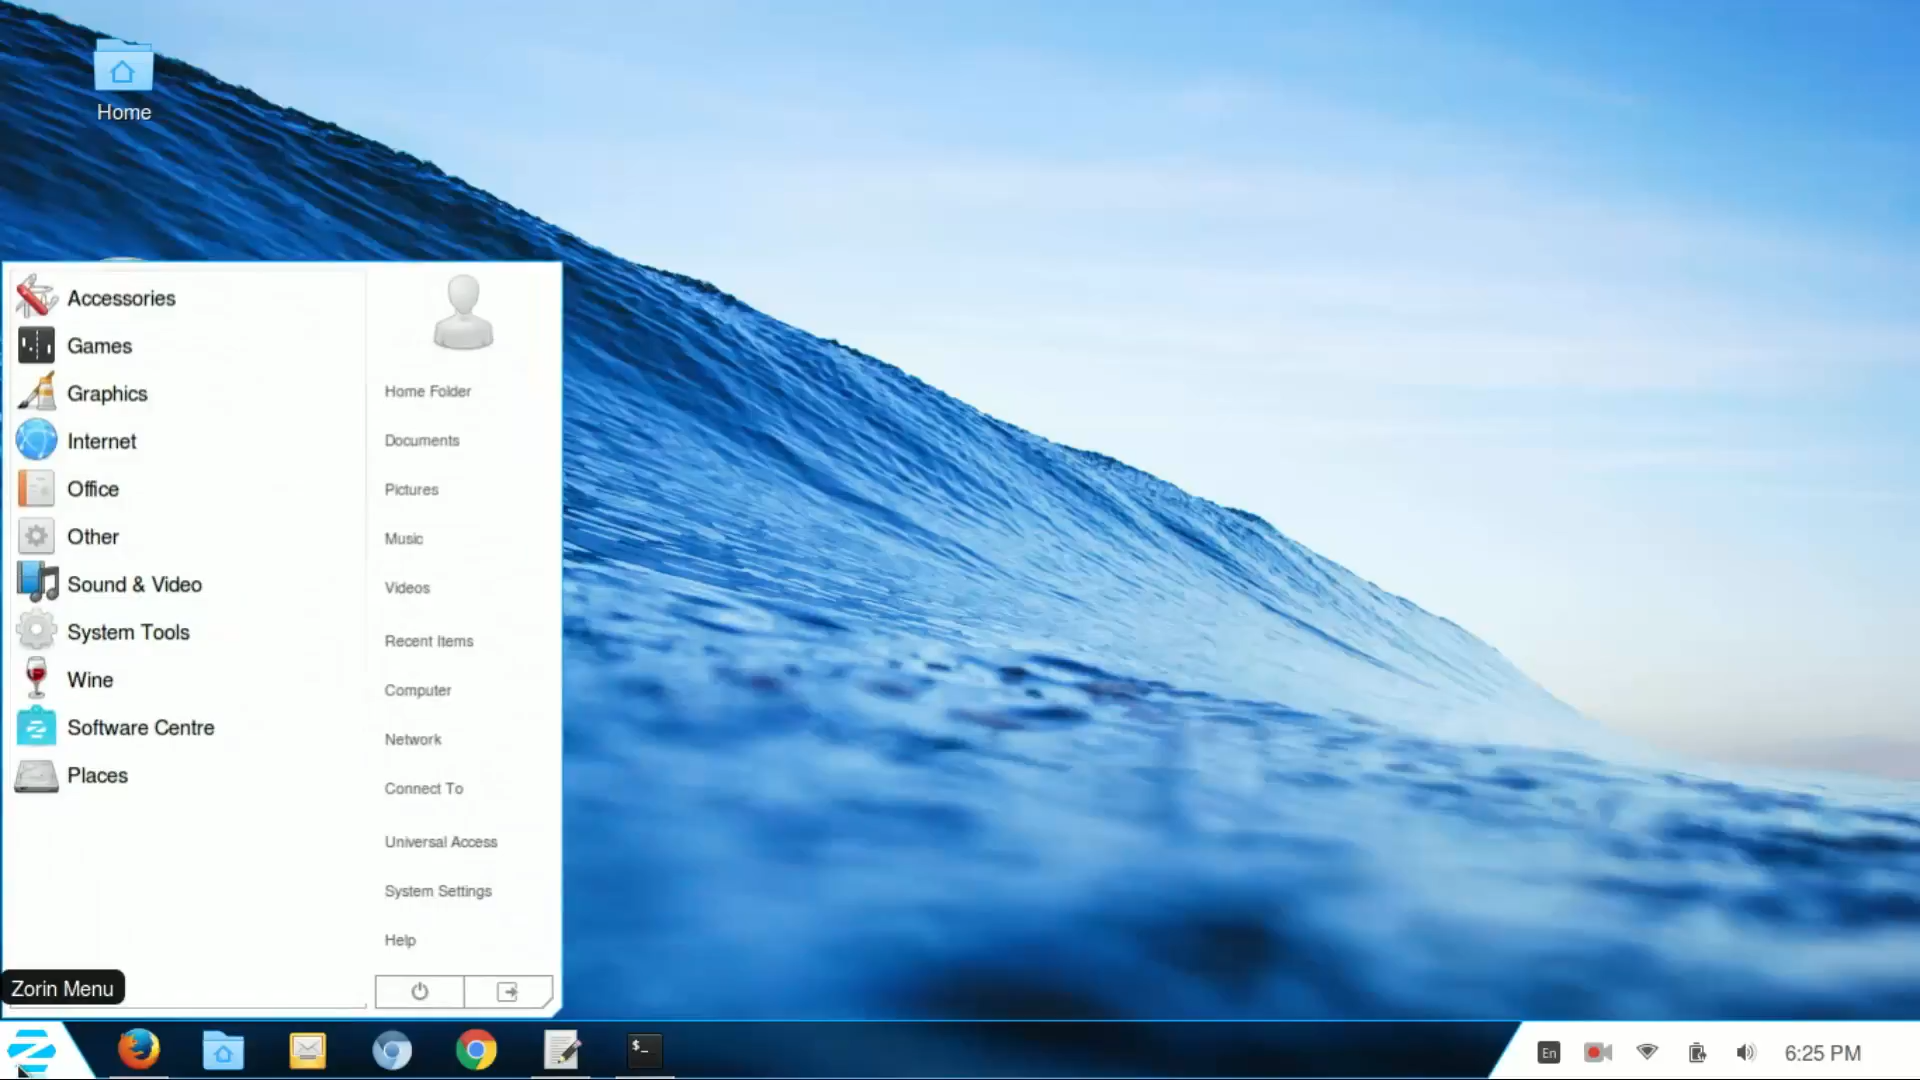 Home
Accessories
Games
Graphics
Internet
Office
Other
Sound & Video
System Tools
Wine
Software Centre
Places
Home Folder
Documents
Pictures
Music
Videos
Recent Items
Computer
Network
Connect To
Universal Access
System Settings
Help
Zorin Menu
$_
En
6:25 PM